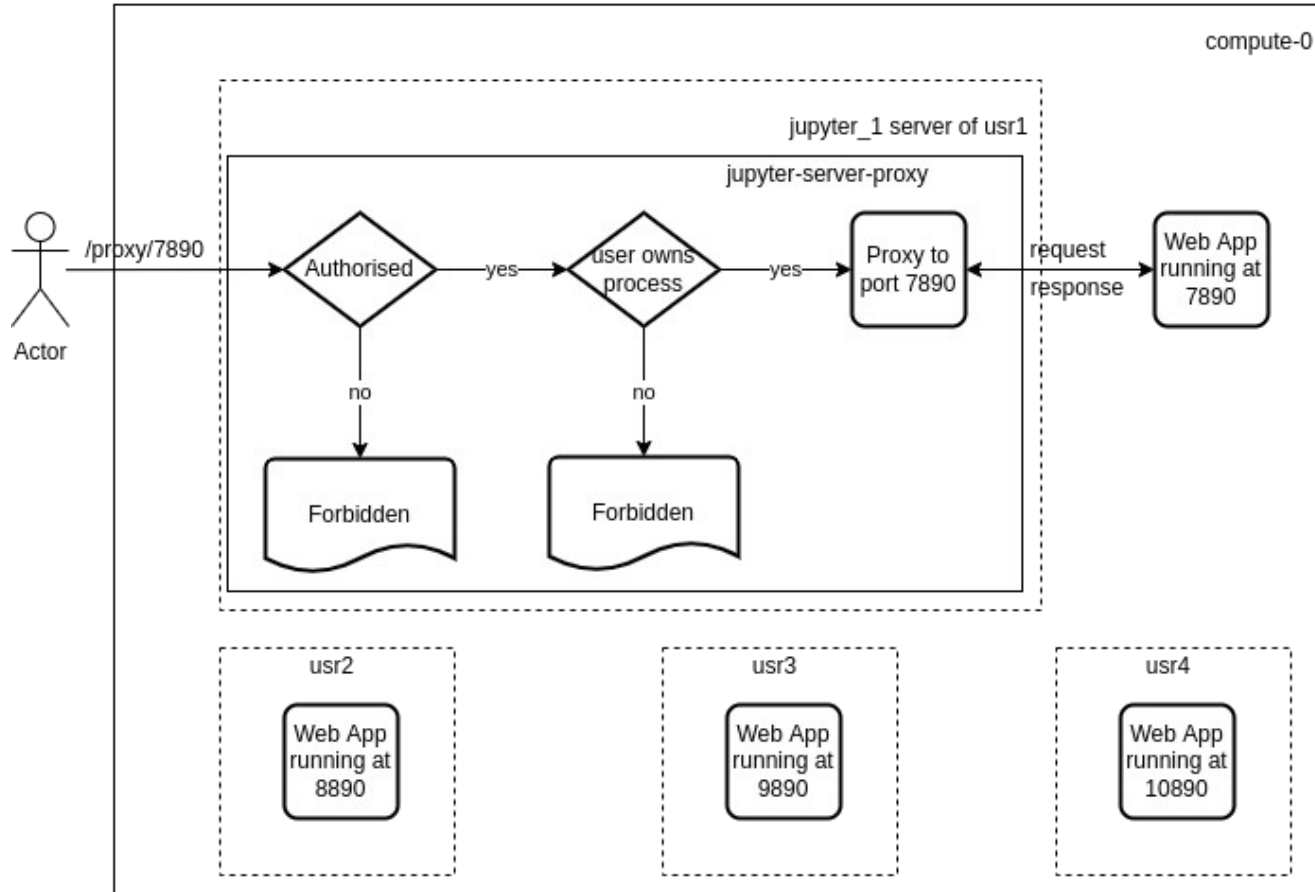 compute-0
jupyter_1 server of usr1
jupyter-server-proxy
/proxy/7890
Actor
Authorised
yes
user owns
process
yes
Proxy to
port 7890
request
response
Web App
running at
7890
no
no
Forbidden
Forbidden
usr2
Web App
running at
8890
usr3
Web App
running at
9890
usr4
Web App
running at
10890